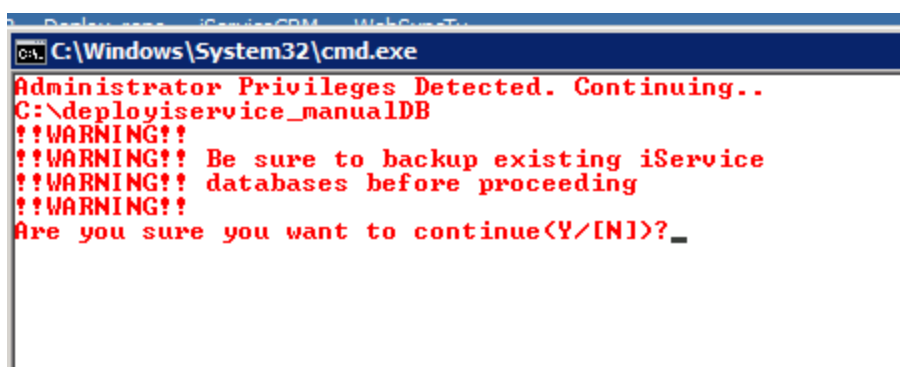 C:\Windows\System32\cmd.exe
Administrator Privileges Detected. Continuing..
C:\deployiservice_manualDB
!!WARNING!!
!!WARNING!! Be sure to backup existing iService
!!WARNING!! databases before proceeding
!!WARNING!!
Are you sure you want to continue(Y/[N])?_